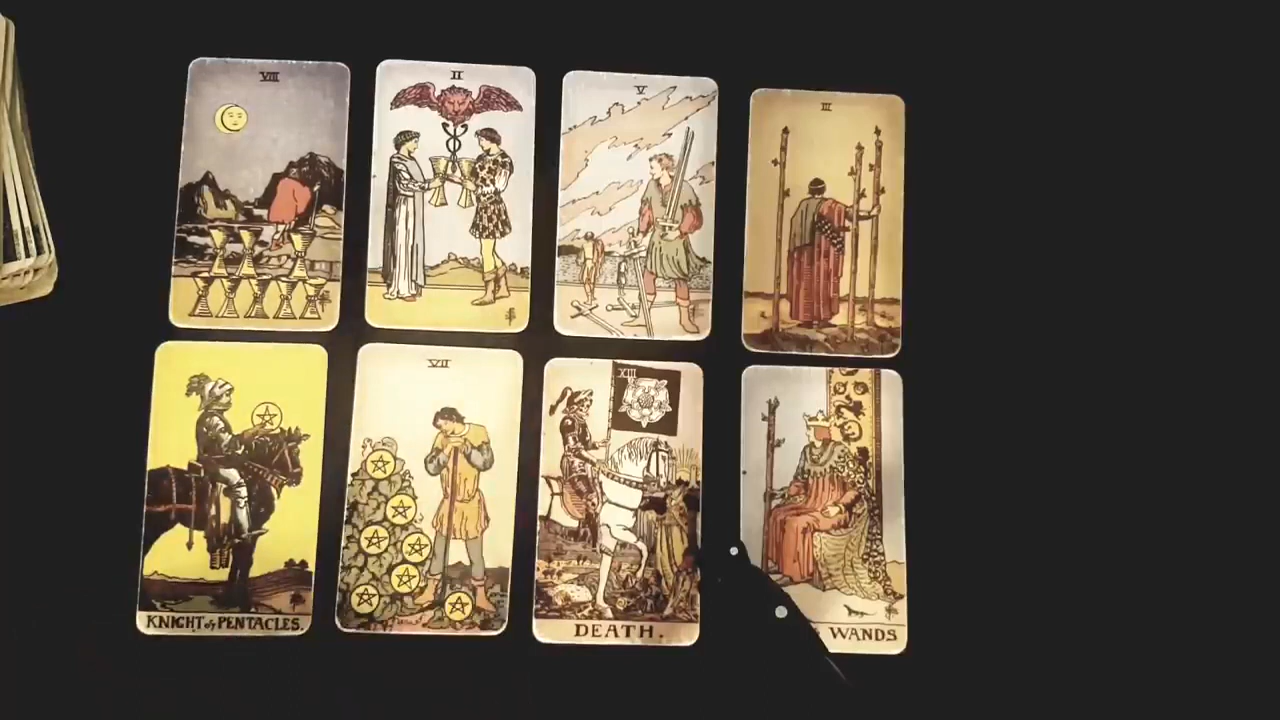 VIII
II
V
III
KNIGHT of PENTACLES.
VII
XIII
DEATH.
WANDS